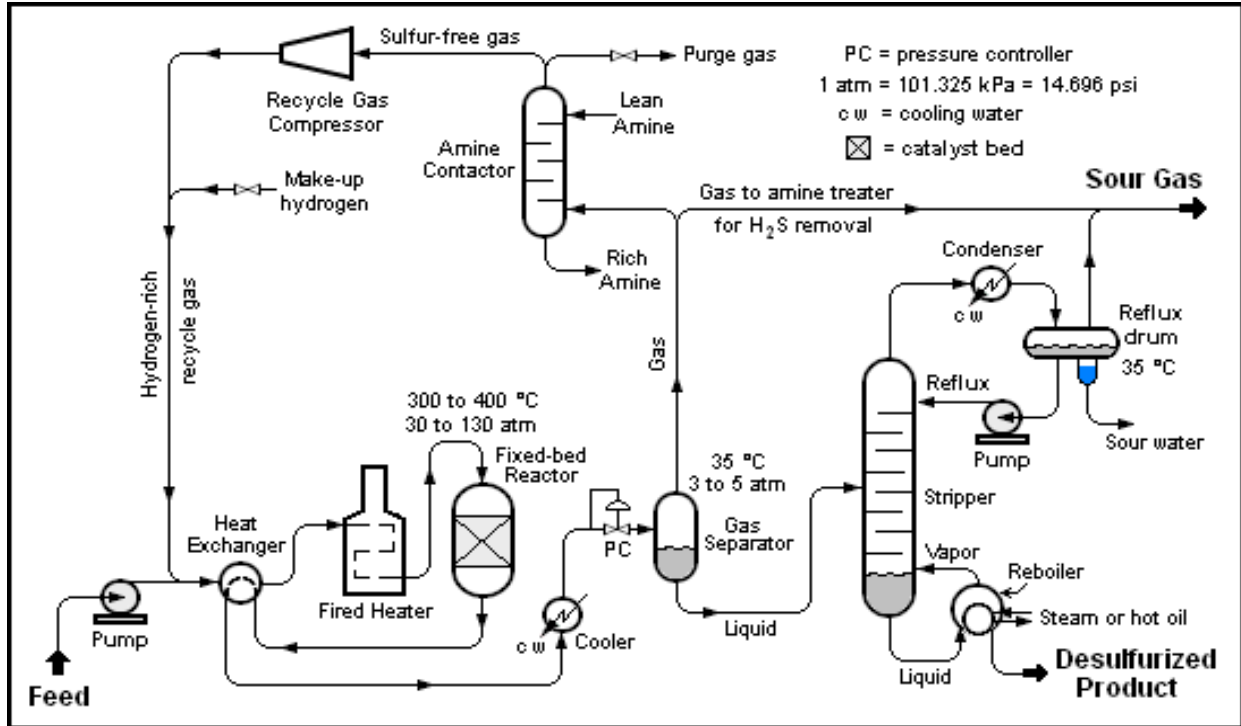 Sulfur-free gas
Purge gas
PC = pressure controller
1 atm = 101.325 kPa = 14.696 psi
c w = cooling water
= catalyst bed
Recycle Gas
Compressor
Lean
Amine
Amine
Contactor
Make-up
hydrogen
Rich
Amine
Gas to amine treater
for H₂S removal
Sour Gas
Condenser
c w
Reflux
drum
35 °C
Hydrogen-rich
recycle gas
Gas
Reflux
Pump
Sour water
300 to 400 °C
30 to 130 atm
Fixed-bed
Reactor
35 °C
3 to 5 atm
Gas
Separator
PC
Stripper
Heat
Exchanger
Fired Heater
Vapor
Reboiler
Steam or hot oil
Pump
Cooler
c w
Liquid
Liquid
Feed
Desulfurized
Product